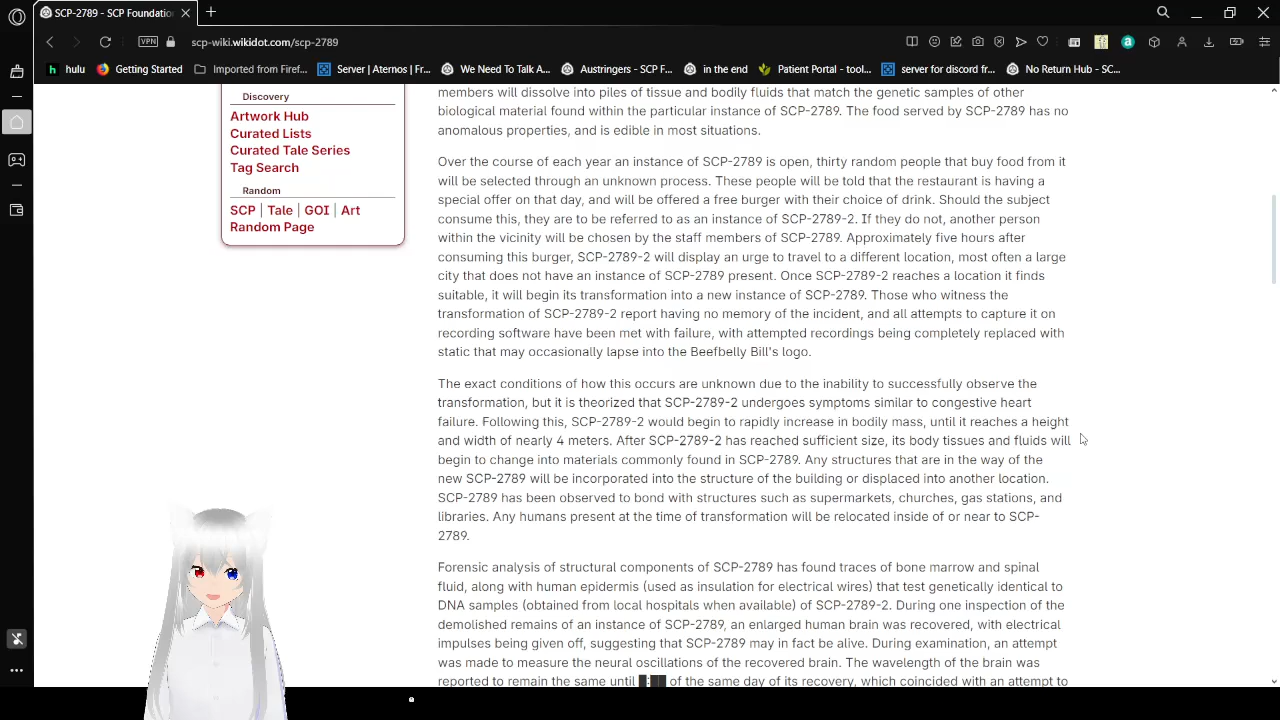 SCP-2789 - SCP Foundatio
scp-wiki.wikidot.com/scp-2789
VPN
hulu
Getting Started
Imported from Firef...
Server | Aternos | Fr...
We Need To Talk A...
Austringers - SCP F...
in the end
Patient Portal - tool...
server for discord fr...
No Return Hub - SC...
Discovery
Artwork Hub
Curated Lists
Curated Tale Series
Tag Search
Random
SCP | Tale | GOI | Art
Random Page
members will dissolve into piles of tissue and bodily fluids that match the genetic samples of other
biological material found within the particular instance of SCP-2789. The food served by SCP-2789 has no
anomalous properties, and is edible in most situations.
Over the course of each year an instance of SCP-2789 is open, thirty random people that buy food from it
will be selected through an unknown process. These people will be told that the restaurant is having a
special offer on that day, and will be offered a free burger with their choice of drink. Should the subject
consume this, they are to be referred to as an instance of SCP-2789-2. If they do not, another person
within the vicinity will be chosen by the staff members of SCP-2789. Approximately five hours after
consuming this burger, SCP-2789-2 will display an urge to travel to a different location, most often a large
city that does not have an instance of SCP-2789 present. Once SCP-2789-2 reaches a location it finds
suitable, it will begin its transformation into a new instance of SCP-2789. Those who witness the
transformation of SCP-2789-2 report having no memory of the incident, and all attempts to capture it on
recording software have been met with failure, with attempted recordings being completely replaced with
static that may occasionally lapse into the Beefbelly Bill's logo.
The exact conditions of how this occurs are unknown due to the inability to successfully observe the
transformation, but it is theorized that SCP-2789-2 undergoes symptoms similar to congestive heart
failure. Following this, SCP-2789-2 would begin to rapidly increase in bodily mass, until it reaches a height
and width of nearly 4 meters. After SCP-2789-2 has reached sufficient size, its body tissues and fluids will
begin to change into materials commonly found in SCP-2789. Any structures that are in the way of the
new SCP-2789 will be incorporated into the structure of the building or displaced into another location.
SCP-2789 has been observed to bond with structures such as supermarkets, churches, gas stations, and
libraries. Any humans present at the time of transformation will be relocated inside of or near to SCP-
2789.
Forensic analysis of structural components of SCP-2789 has found traces of bone marrow and spinal
fluid, along with human epidermis (used as insulation for electrical wires) that test genetically identical to
DNA samples (obtained from local hospitals when available) of SCP-2789-2. During one inspection of the
demolished remains of an instance of SCP-2789, an enlarged human brain was recovered, with electrical
impulses being given off, suggesting that SCP-2789 may in fact be alive. During examination, an attempt
was made to measure the neural oscillations of the recovered brain. The wavelength of the brain was
reported to remain the same until █:██ of the same day of its recovery, which coincided with an attempt to